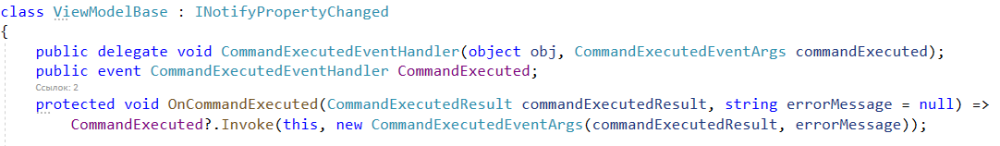 class ViewModelBase : INotifyPropertyChanged
{
public delegate void CommandExecutedEventHandler(object obj, CommandExecutedEventArgs commandExecuted);
public event CommandExecutedEventHandler CommandExecuted;
Ссылок: 2
protected void OnCommandExecuted(CommandExecutedResult commandExecutedResult, string errorMessage = null) =>
CommandExecuted?.Invoke(this, new CommandExecutedEventArgs(commandExecutedResult, errorMessage));